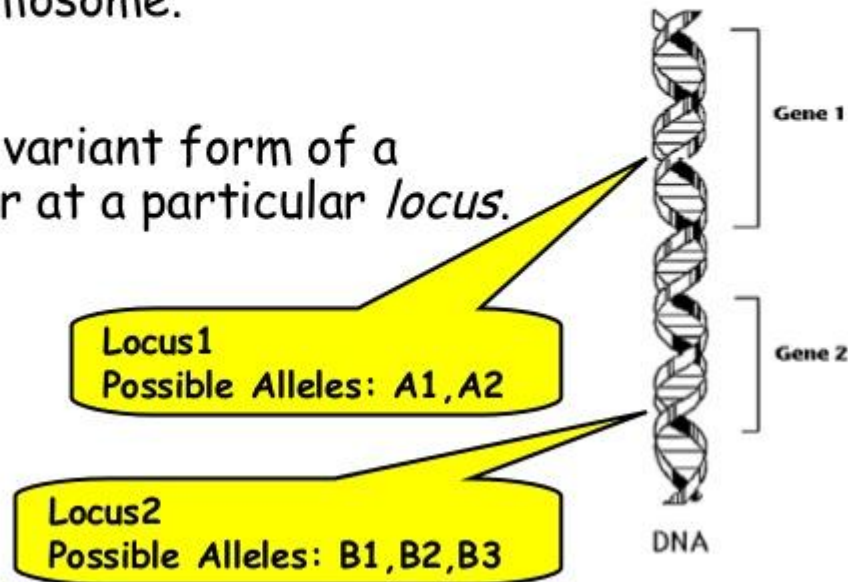 variant form of a
r at a particular locus.
Gene 1
Locus1
Possible Alleles: A1,A2
Gene 2
Locus2
Possible Alleles: B1,B2,B3
DNA